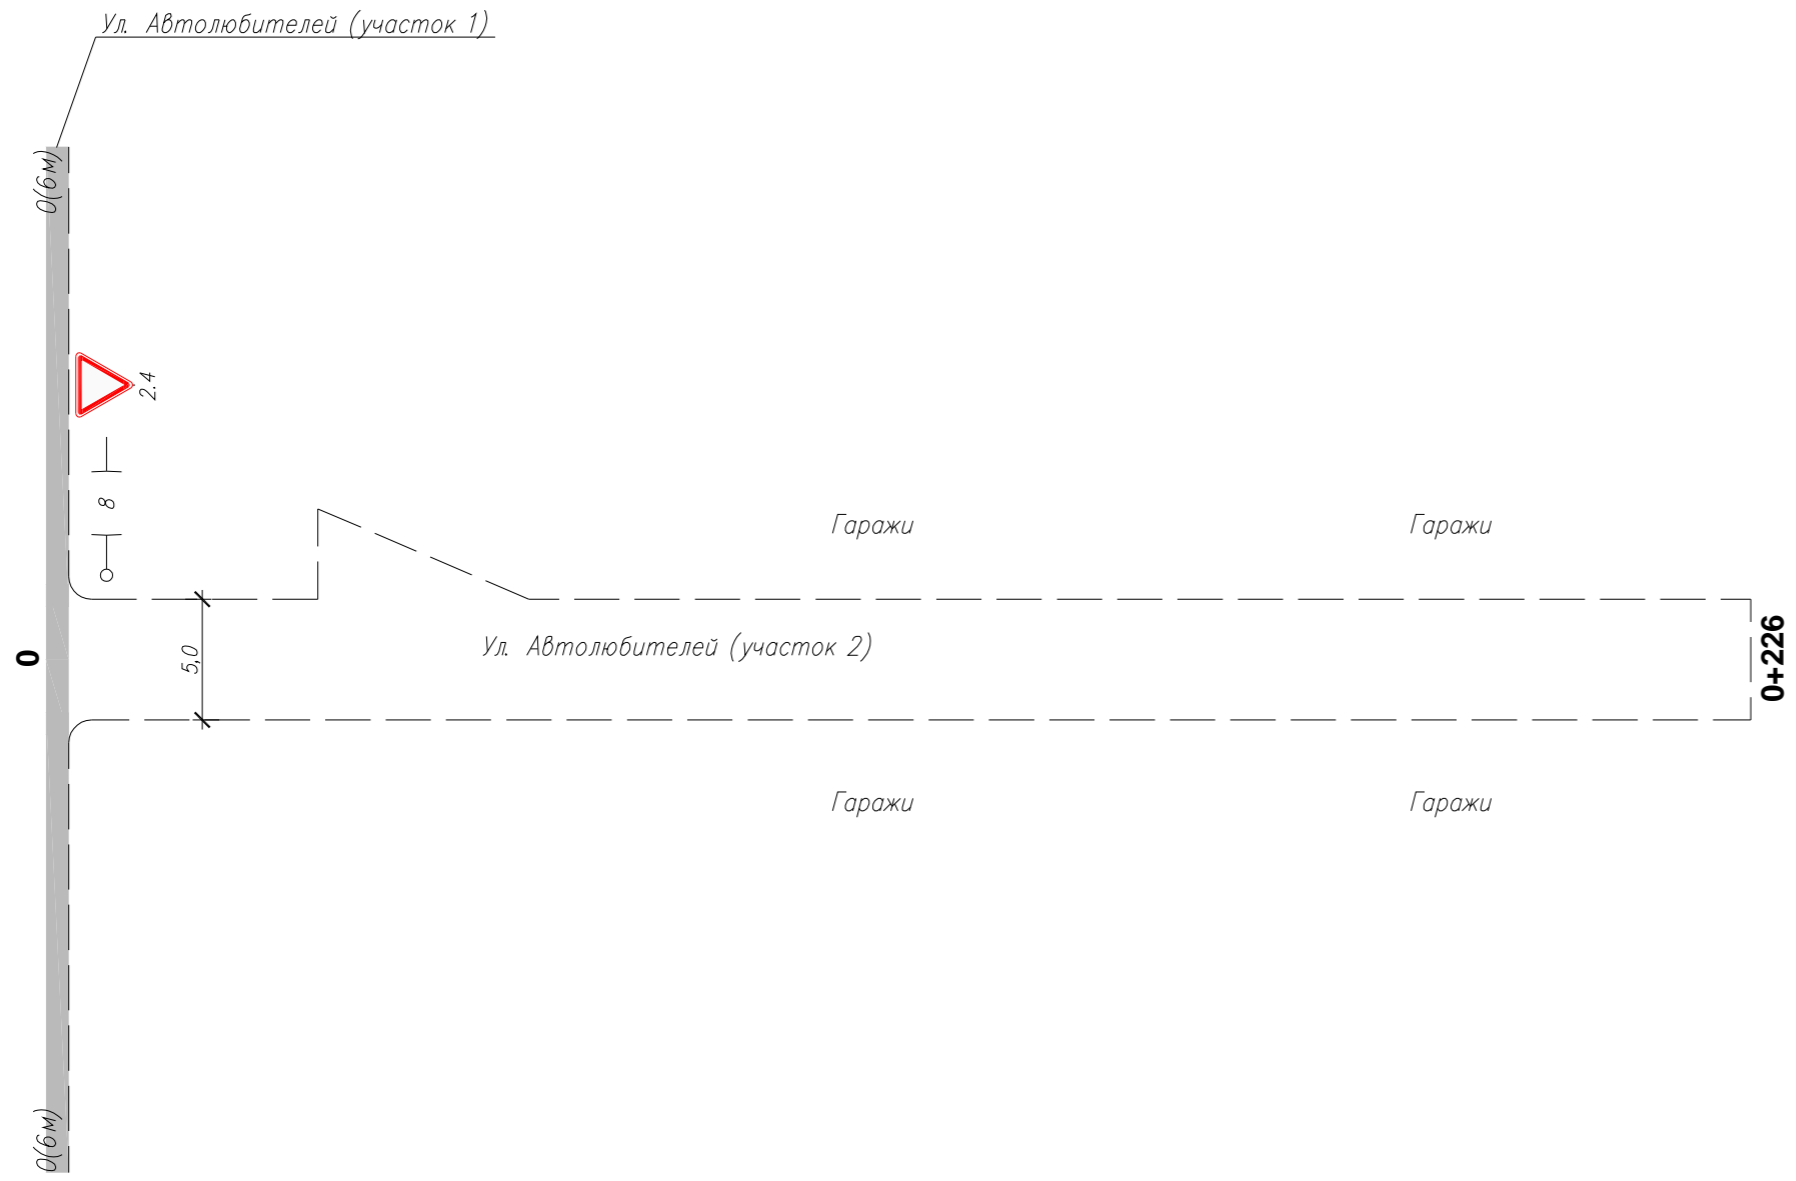 Ул. Автолюбителей (участок 1)
0(6м)
2.4
8
Гаражи
Гаражи
Ул. Автолюбителей (участок 2)
0
5,0
0+226
Гаражи
Гаражи
0(6м)